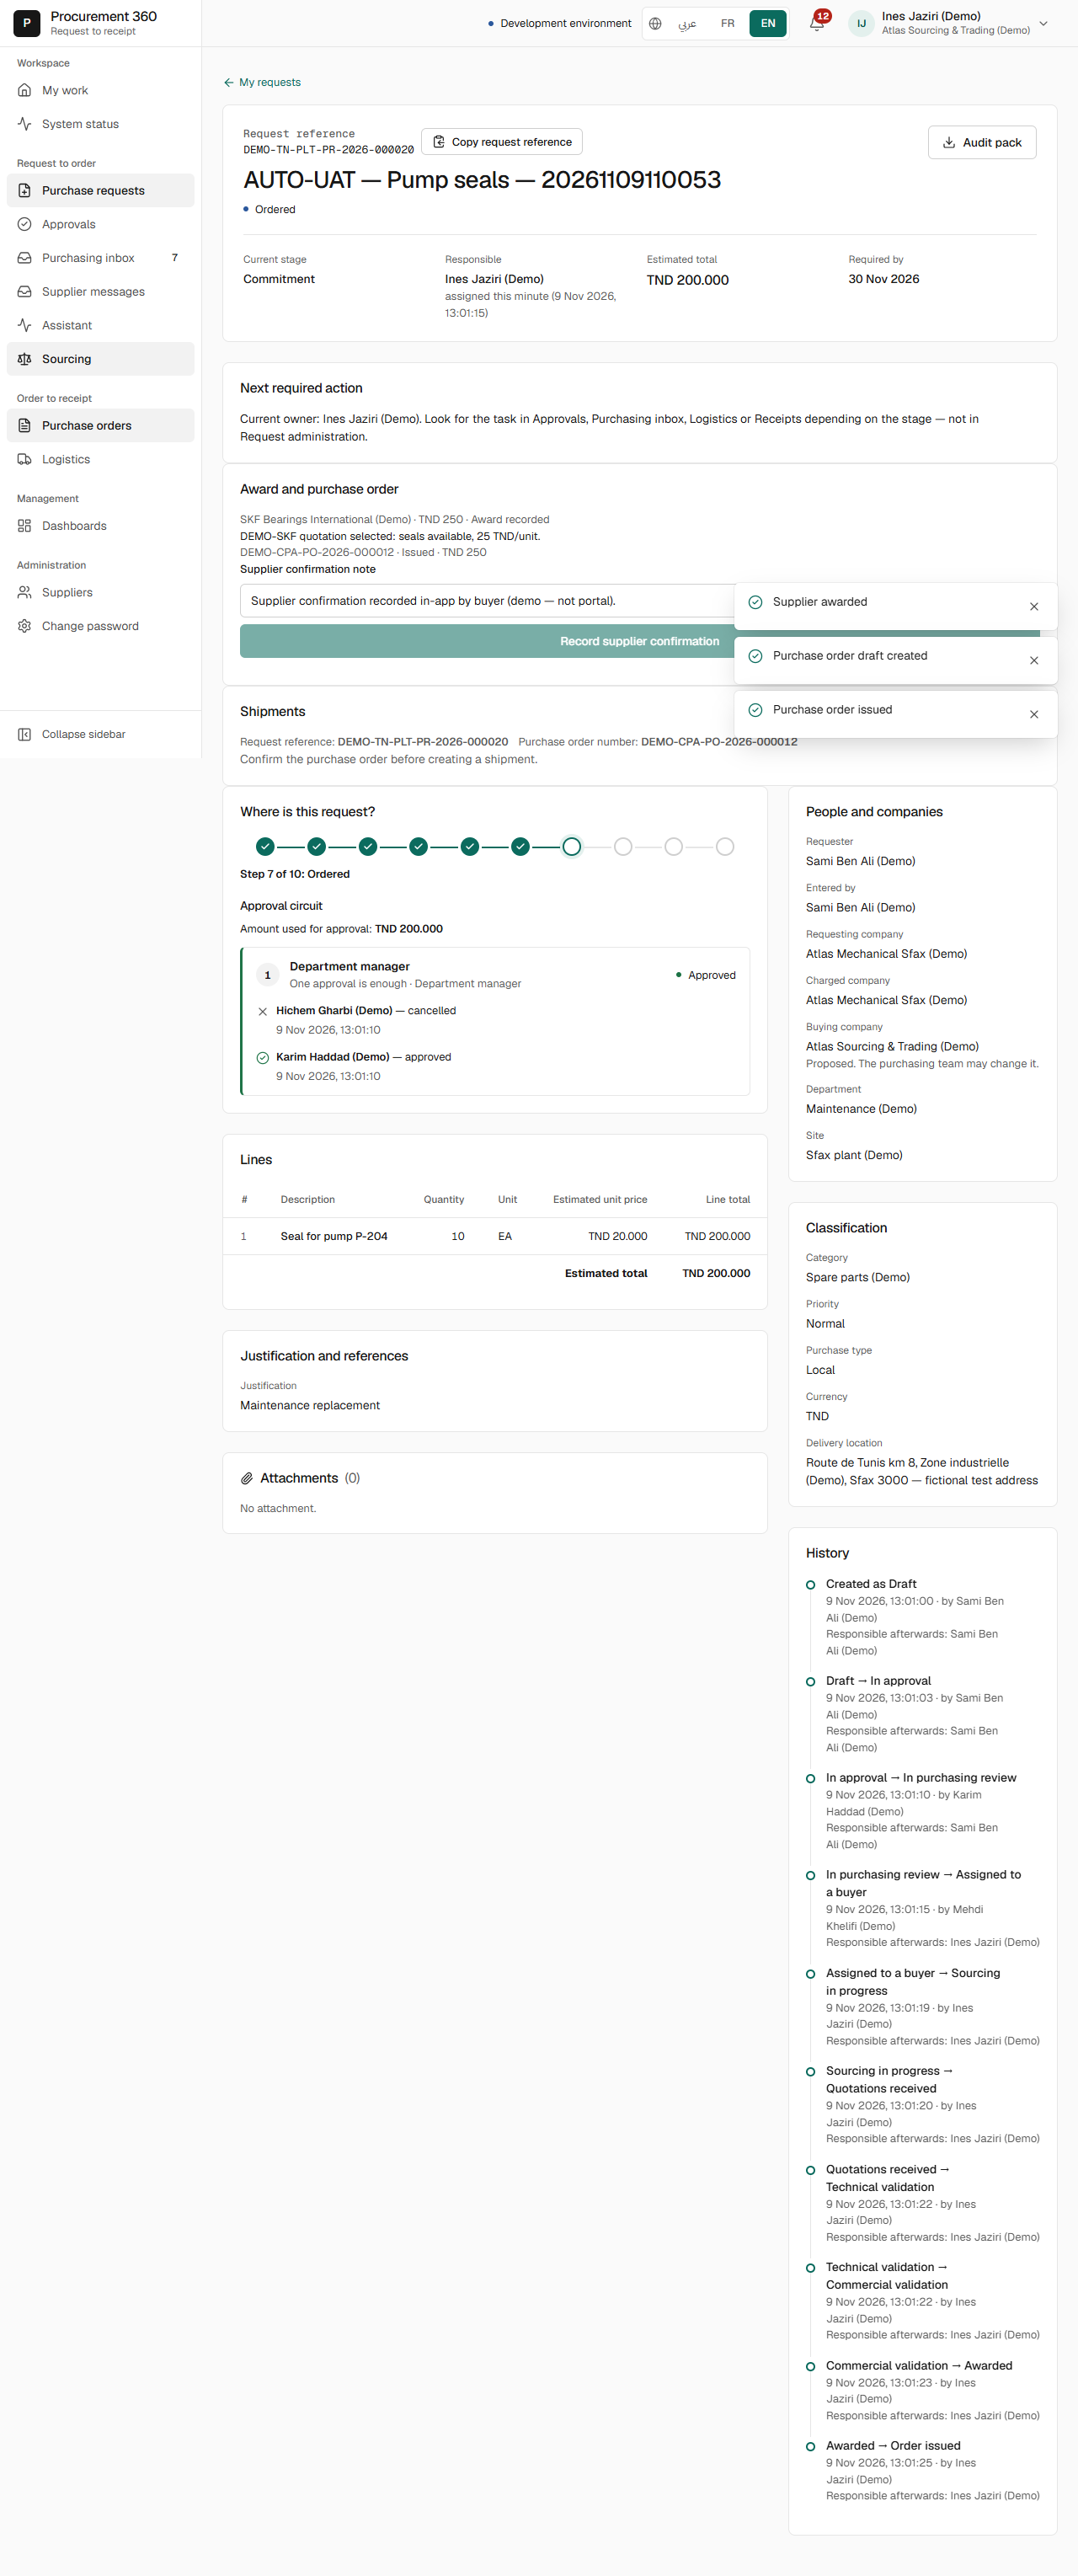 P
Procurement 360
Request to receipt
Development environment
عربي
FR
EN
12
IJ
Ines Jaziri (Demo)
Atlas Sourcing & Trading (Demo)
Workspace
My work
System status
Request to order
Purchase requests
Approvals
Purchasing inbox 7
Supplier messages
Assistant
Sourcing
Order to receipt
Purchase orders
Logistics
Management
Dashboards
Administration
Suppliers
Change password
Collapse sidebar
My requests
Request reference
DEMO-TN-PLT-PR-2026-000020
Copy request reference
Audit pack
AUTO-UAT — Pump seals — 20261109110053
Ordered
Current stage
Commitment
Responsible
Ines Jaziri (Demo)
assigned this minute (9 Nov 2026,
13:01:15)
Estimated total
TND 200.000
Required by
30 Nov 2026
Next required action
Current owner: Ines Jaziri (Demo). Look for the task in Approvals, Purchasing inbox, Logistics or Receipts depending on the stage — not in
Request administration.
Award and purchase order
SKF Bearings International (Demo) · TND 250 · Award recorded
DEMO-SKF quotation selected: seals available, 25 TND/unit.
DEMO-CPA-PO-2026-000012 · Issued · TND 250
Supplier confirmation note
Supplier confirmation recorded in-app by buyer (demo — not portal).
Record supplier confirmation
Supplier awarded
Purchase order draft created
Purchase order issued
Shipments
Request reference: DEMO-TN-PLT-PR-2026-000020 Purchase order number: DEMO-CPA-PO-2026-000012
Confirm the purchase order before creating a shipment.
Where is this request?
Step 7 of 10: Ordered
Approval circuit
Amount used for approval: TND 200.000
1
Department manager
One approval is enough · Department manager
Approved
Hichem Gharbi (Demo) — cancelled
9 Nov 2026, 13:01:10
Karim Haddad (Demo) — approved
9 Nov 2026, 13:01:10
Lines
# Description Quantity Unit Estimated unit price Line total
1 Seal for pump P-204 10 EA TND 20.000 TND 200.000
Estimated total TND 200.000
Justification and references
Justification
Maintenance replacement
Attachments (0)
No attachment.
People and companies
Requester
Sami Ben Ali (Demo)
Entered by
Sami Ben Ali (Demo)
Requesting company
Atlas Mechanical Sfax (Demo)
Charged company
Atlas Mechanical Sfax (Demo)
Buying company
Atlas Sourcing & Trading (Demo)
Proposed. The purchasing team may change it.
Department
Maintenance (Demo)
Site
Sfax plant (Demo)
Classification
Category
Spare parts (Demo)
Priority
Normal
Purchase type
Local
Currency
TND
Delivery location
Route de Tunis km 8, Zone industrielle
(Demo), Sfax 3000 — fictional test address
History
Created as Draft
9 Nov 2026, 13:01:00 · by Sami Ben
Ali (Demo)
Responsible afterwards: Sami Ben
Ali (Demo)
Draft → In approval
9 Nov 2026, 13:01:03 · by Sami Ben
Ali (Demo)
Responsible afterwards: Sami Ben
Ali (Demo)
In approval → In purchasing review
9 Nov 2026, 13:01:10 · by Karim
Haddad (Demo)
Responsible afterwards: Sami Ben
Ali (Demo)
In purchasing review → Assigned to
a buyer
9 Nov 2026, 13:01:15 · by Mehdi
Khelifi (Demo)
Responsible afterwards: Ines Jaziri (Demo)
Assigned to a buyer → Sourcing
in progress
9 Nov 2026, 13:01:19 · by Ines
Jaziri (Demo)
Responsible afterwards: Ines Jaziri (Demo)
Sourcing in progress →
Quotations received
9 Nov 2026, 13:01:20 · by Ines
Jaziri (Demo)
Responsible afterwards: Ines Jaziri (Demo)
Quotations received →
Technical validation
9 Nov 2026, 13:01:22 · by Ines
Jaziri (Demo)
Responsible afterwards: Ines Jaziri (Demo)
Technical validation →
Commercial validation
9 Nov 2026, 13:01:22 · by Ines
Jaziri (Demo)
Responsible afterwards: Ines Jaziri (Demo)
Commercial validation → Awarded
9 Nov 2026, 13:01:23 · by Ines
Jaziri (Demo)
Responsible afterwards: Ines Jaziri (Demo)
Awarded → Order issued
9 Nov 2026, 13:01:25 · by Ines
Jaziri (Demo)
Responsible afterwards: Ines Jaziri (Demo)